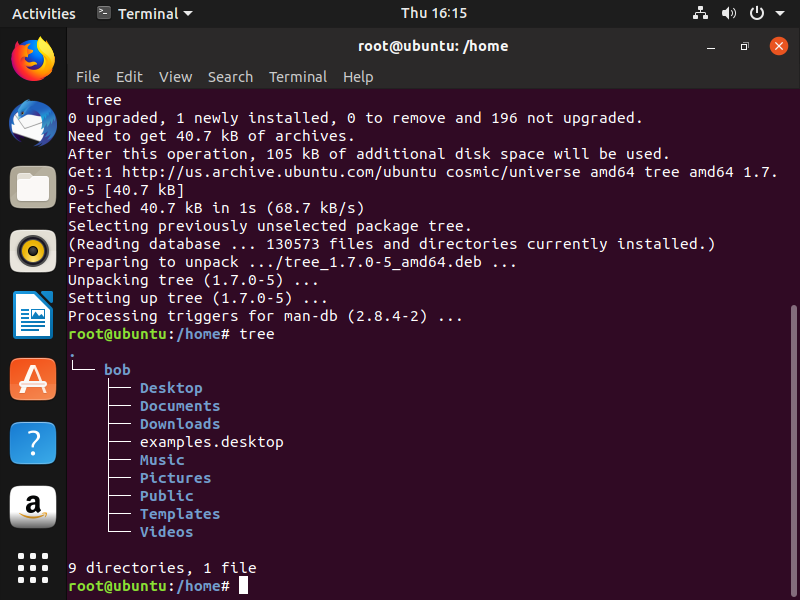 Activities Terminal Thu 16:15
root@ubuntu: /home
File Edit View Search Terminal Help
tree
0 upgraded, 1 newly installed, 0 to remove and 196 not upgraded.
Need to get 40.7 kB of archives.
After this operation, 105 kB of additional disk space will be used.
Get:1 http://us.archive.ubuntu.com/ubuntu cosmic/universe amd64 tree amd64 1.7.
0-5 [40.7 kB]
Fetched 40.7 kB in 1s (68.7 kB/s)
Selecting previously unselected package tree.
(Reading database ... 130573 files and directories currently installed.)
Preparing to unpack .../tree_1.7.0-5_amd64.deb ...
Unpacking tree (1.7.0-5) ...
Setting up tree (1.7.0-5) ...
Processing triggers for man-db (2.8.4-2) ...
root@ubuntu:/home# tree
.
└── bob
    ├── Desktop
    ├── Documents
    ├── Downloads
    ├── examples.desktop
    ├── Music
    ├── Pictures
    ├── Public
    ├── Templates
    └── Videos
9 directories, 1 file
root@ubuntu:/home#
?
a